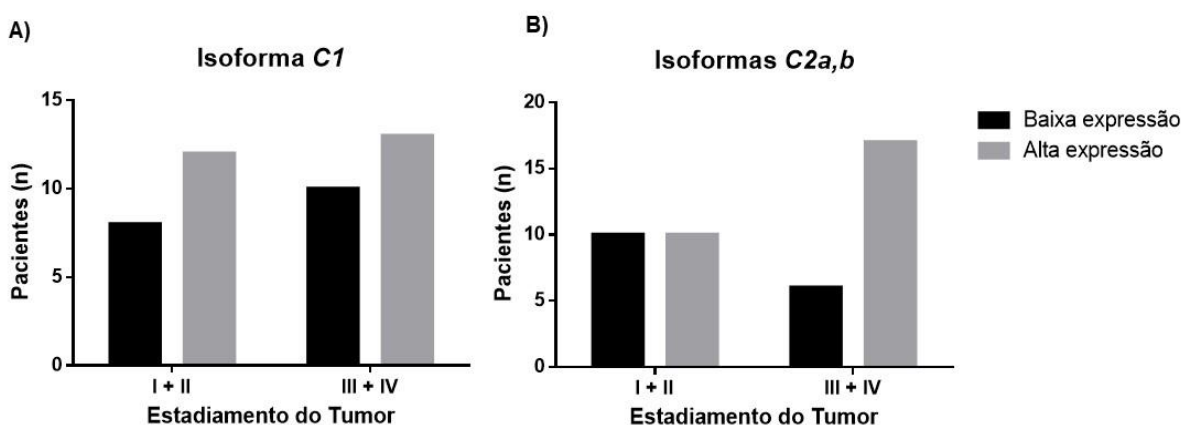 A)
Isoforma C1
Pacientes (n)
15
10
5
0
I + II
III + IV
Estadiamento do Tumor
B)
Isoformas C2a,b
Pacientes (n)
20
15
10
5
0
I + II
III + IV
Estadiamento do Tumor
Baixa expressão
Alta expressão